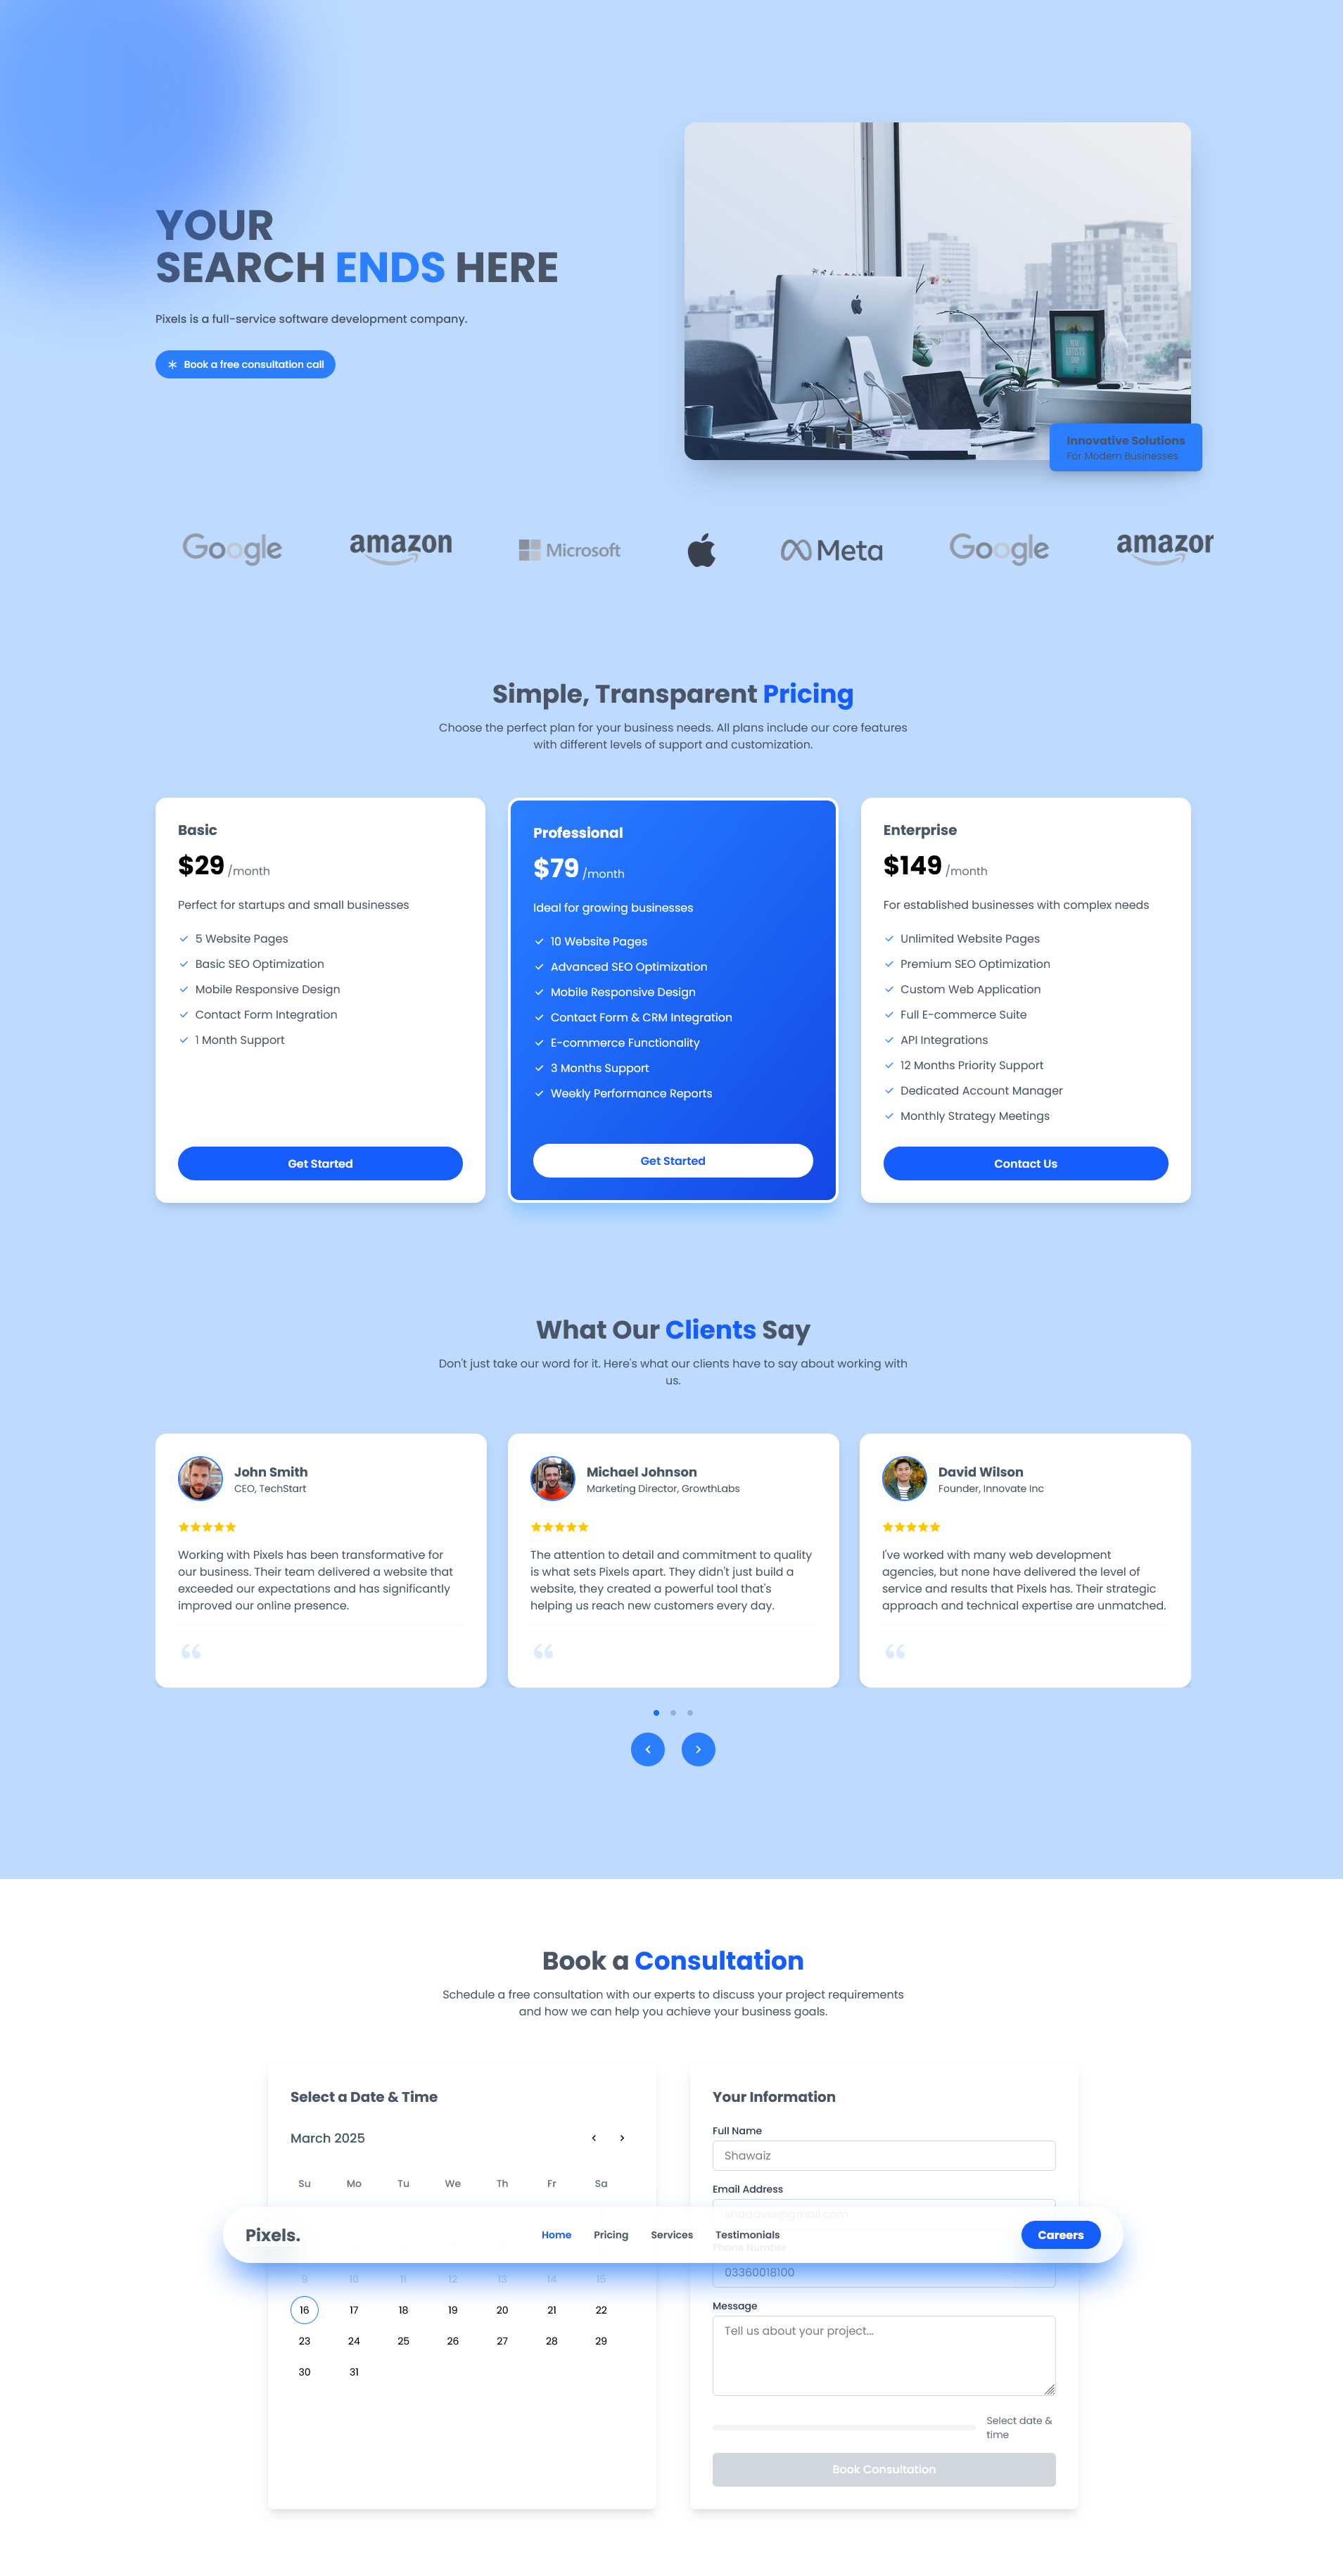 YOUR
SEARCH ENDS HERE
Pixels is a full-service software development company.
Book a free consultation call
Innovative Solutions
For Modern Businesses
Google
amazon
Microsoft
Meta
Google
amazon
Simple, Transparent Pricing
Choose the perfect plan for your business needs. All plans include our core features
with different levels of support and customization.
Basic
$29 /month
Perfect for startups and small businesses
5 Website Pages
Basic SEO Optimization
Mobile Responsive Design
Contact Form Integration
1 Month Support
Get Started
Professional
$79 /month
Ideal for growing businesses
10 Website Pages
Advanced SEO Optimization
Mobile Responsive Design
Contact Form & CRM Integration
E-commerce Functionality
3 Months Support
Weekly Performance Reports
Get Started
Enterprise
$149 /month
For established businesses with complex needs
Unlimited Website Pages
Premium SEO Optimization
Custom Web Application
Full E-commerce Suite
API Integrations
12 Months Priority Support
Dedicated Account Manager
Monthly Strategy Meetings
Contact Us
What Our Clients Say
Don't just take our word for it. Here's what our clients have to say about working with
us.
John Smith
CEO, TechStart
Working with Pixels has been transformative for
our business. Their team delivered a website that
exceeded our expectations and has significantly
improved our online presence.
Michael Johnson
Marketing Director, GrowthLabs
The attention to detail and commitment to quality
is what sets Pixels apart. They didn't just build a
website, they created a powerful tool that's
helping us reach new customers every day.
David Wilson
Founder, Innovate Inc
I've worked with many web development
agencies, but none have delivered the level of
service and results that Pixels has. Their strategic
approach and technical expertise are unmatched.
Book a Consultation
Schedule a free consultation with our experts to discuss your project requirements
and how we can help you achieve your business goals.
Select a Date & Time
March 2025
Su Mo Tu We Th Fr Sa
9 10 11 12 13 14 15
16 17 18 19 20 21 22
23 24 25 26 27 28 29
30 31
Your Information
Full Name
Shawaiz
Email Address
Pixels.
Home Pricing Services Testimonials
Careers
Phone Number
03360018100
Message
Tell us about your project...
Select date &
time
Book Consultation